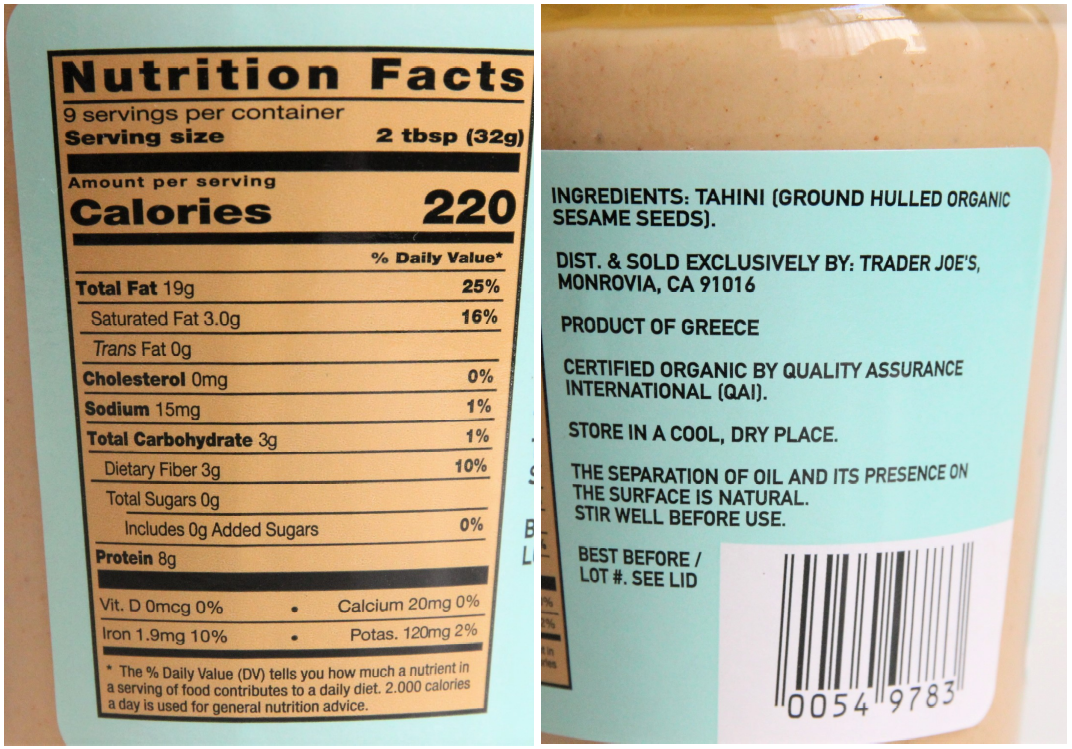 Nutrition Facts
9 servings per container
Serving size 2 tbsp (32g)
Amount per serving
Calories 220
% Daily Value*
Total Fat 19g 25%
Saturated Fat 3.0g 16%
Trans Fat 0g
Cholesterol 0mg 0%
Sodium 15mg 1%
Total Carbohydrate 3g 1%
Dietary Fiber 3g 10%
Total Sugars 0g
Includes 0g Added Sugars 0%
Protein 8g
Vit. D 0mcg 0% • Calcium 20mg 0%
Iron 1.9mg 10% • Potas. 120mg 2%
* The % Daily Value (DV) tells you how much a nutrient in
a serving of food contributes to a daily diet. 2.000 calories
a day is used for general nutrition advice.
INGREDIENTS: TAHINI (GROUND HULLED ORGANIC
SESAME SEEDS).
DIST. & SOLD EXCLUSIVELY BY: TRADER JOE'S,
MONROVIA, CA 91016
PRODUCT OF GREECE
CERTIFIED ORGANIC BY QUALITY ASSURANCE
INTERNATIONAL (QAI).
STORE IN A COOL, DRY PLACE.
THE SEPARATION OF OIL AND ITS PRESENCE ON
THE SURFACE IS NATURAL.
STIR WELL BEFORE USE.
BEST BEFORE /
LOT #. SEE LID
0054 9783